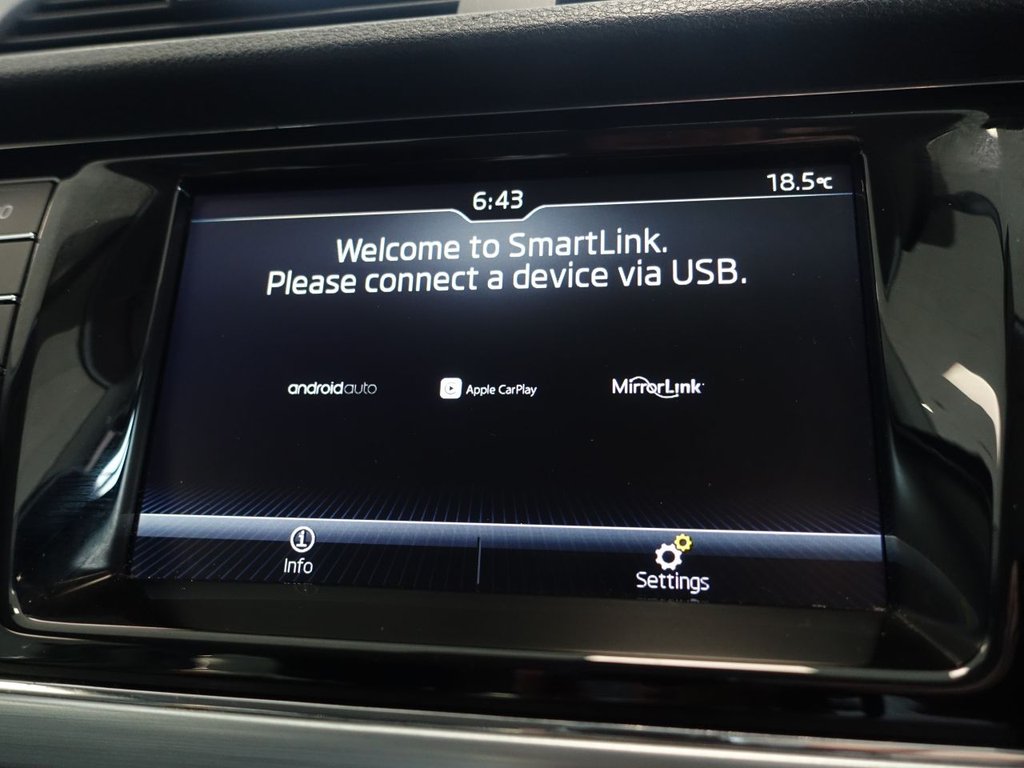 6:43
18.5°C
Welcome to SmartLink.
Please connect a device via USB.
androidauto
Apple CarPlay
MirrorLink
Info
Settings